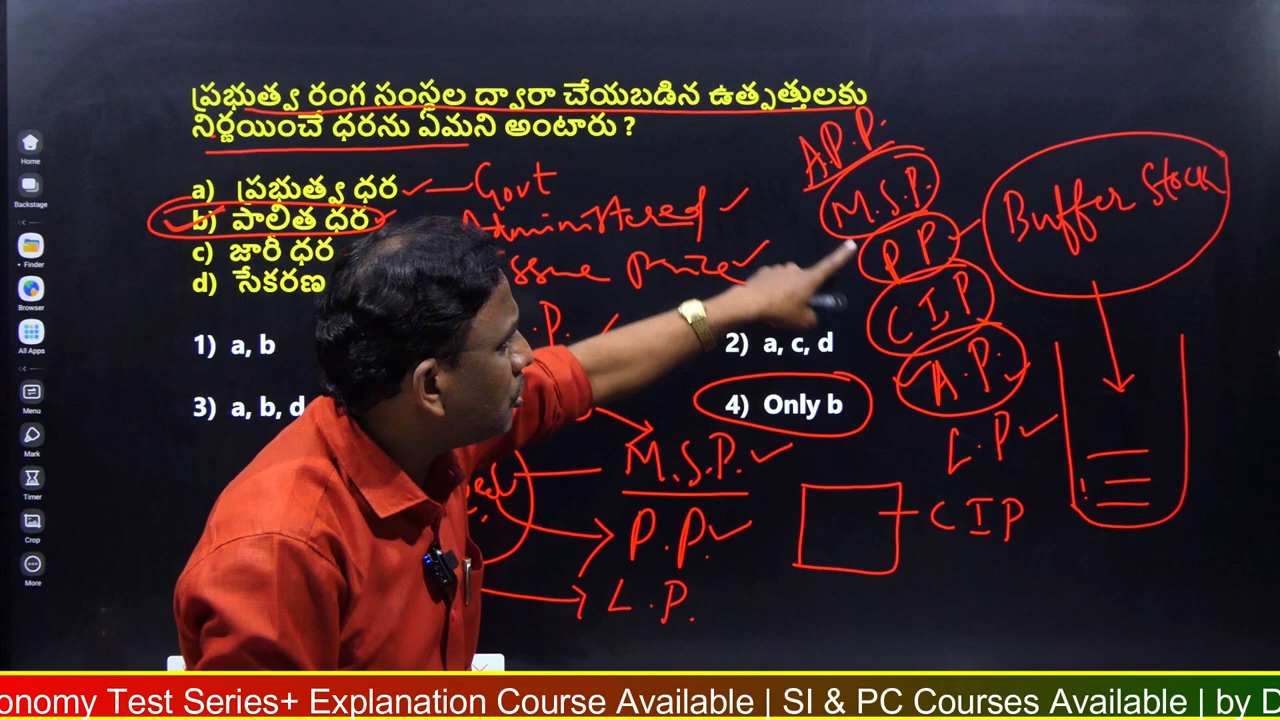 ప్రభుత్వ రంగ సంస్థల ద్వారా చేయబడిన ఉత్పత్తులకు
నిర్ణయించే ధరను ఏమని అంటారు ?
a) ప్రభుత్వ ధర
Govt
b) పాలిత ధర
Administered
c) జారీ ధర
Issue prize
d) సేకరణ
.P.
1) a, b
2) a, c, d
3) a, b, d
4) Only b
A.P.P.
M.S.P.
P P
C I P
A.P.
L.P
Buffer Stock
M.S.P.
P.P.
L.P.
C I P
Home
Backstage
Finder
Browser
All Apps
Menu
Mark
Timer
Crop
More
onomy Test Series+ Explanation Course Available | SI & PC Courses Available | by D